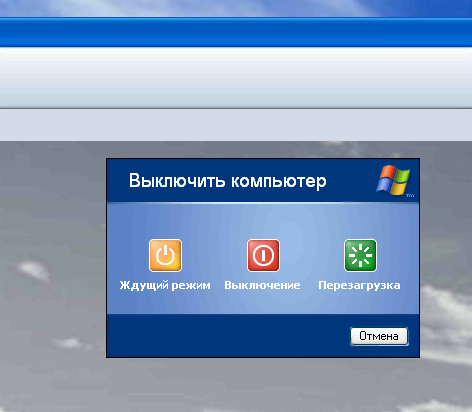 Выключить компьютер
Ждущий режим
Выключение
Перезагрузка
Отмена